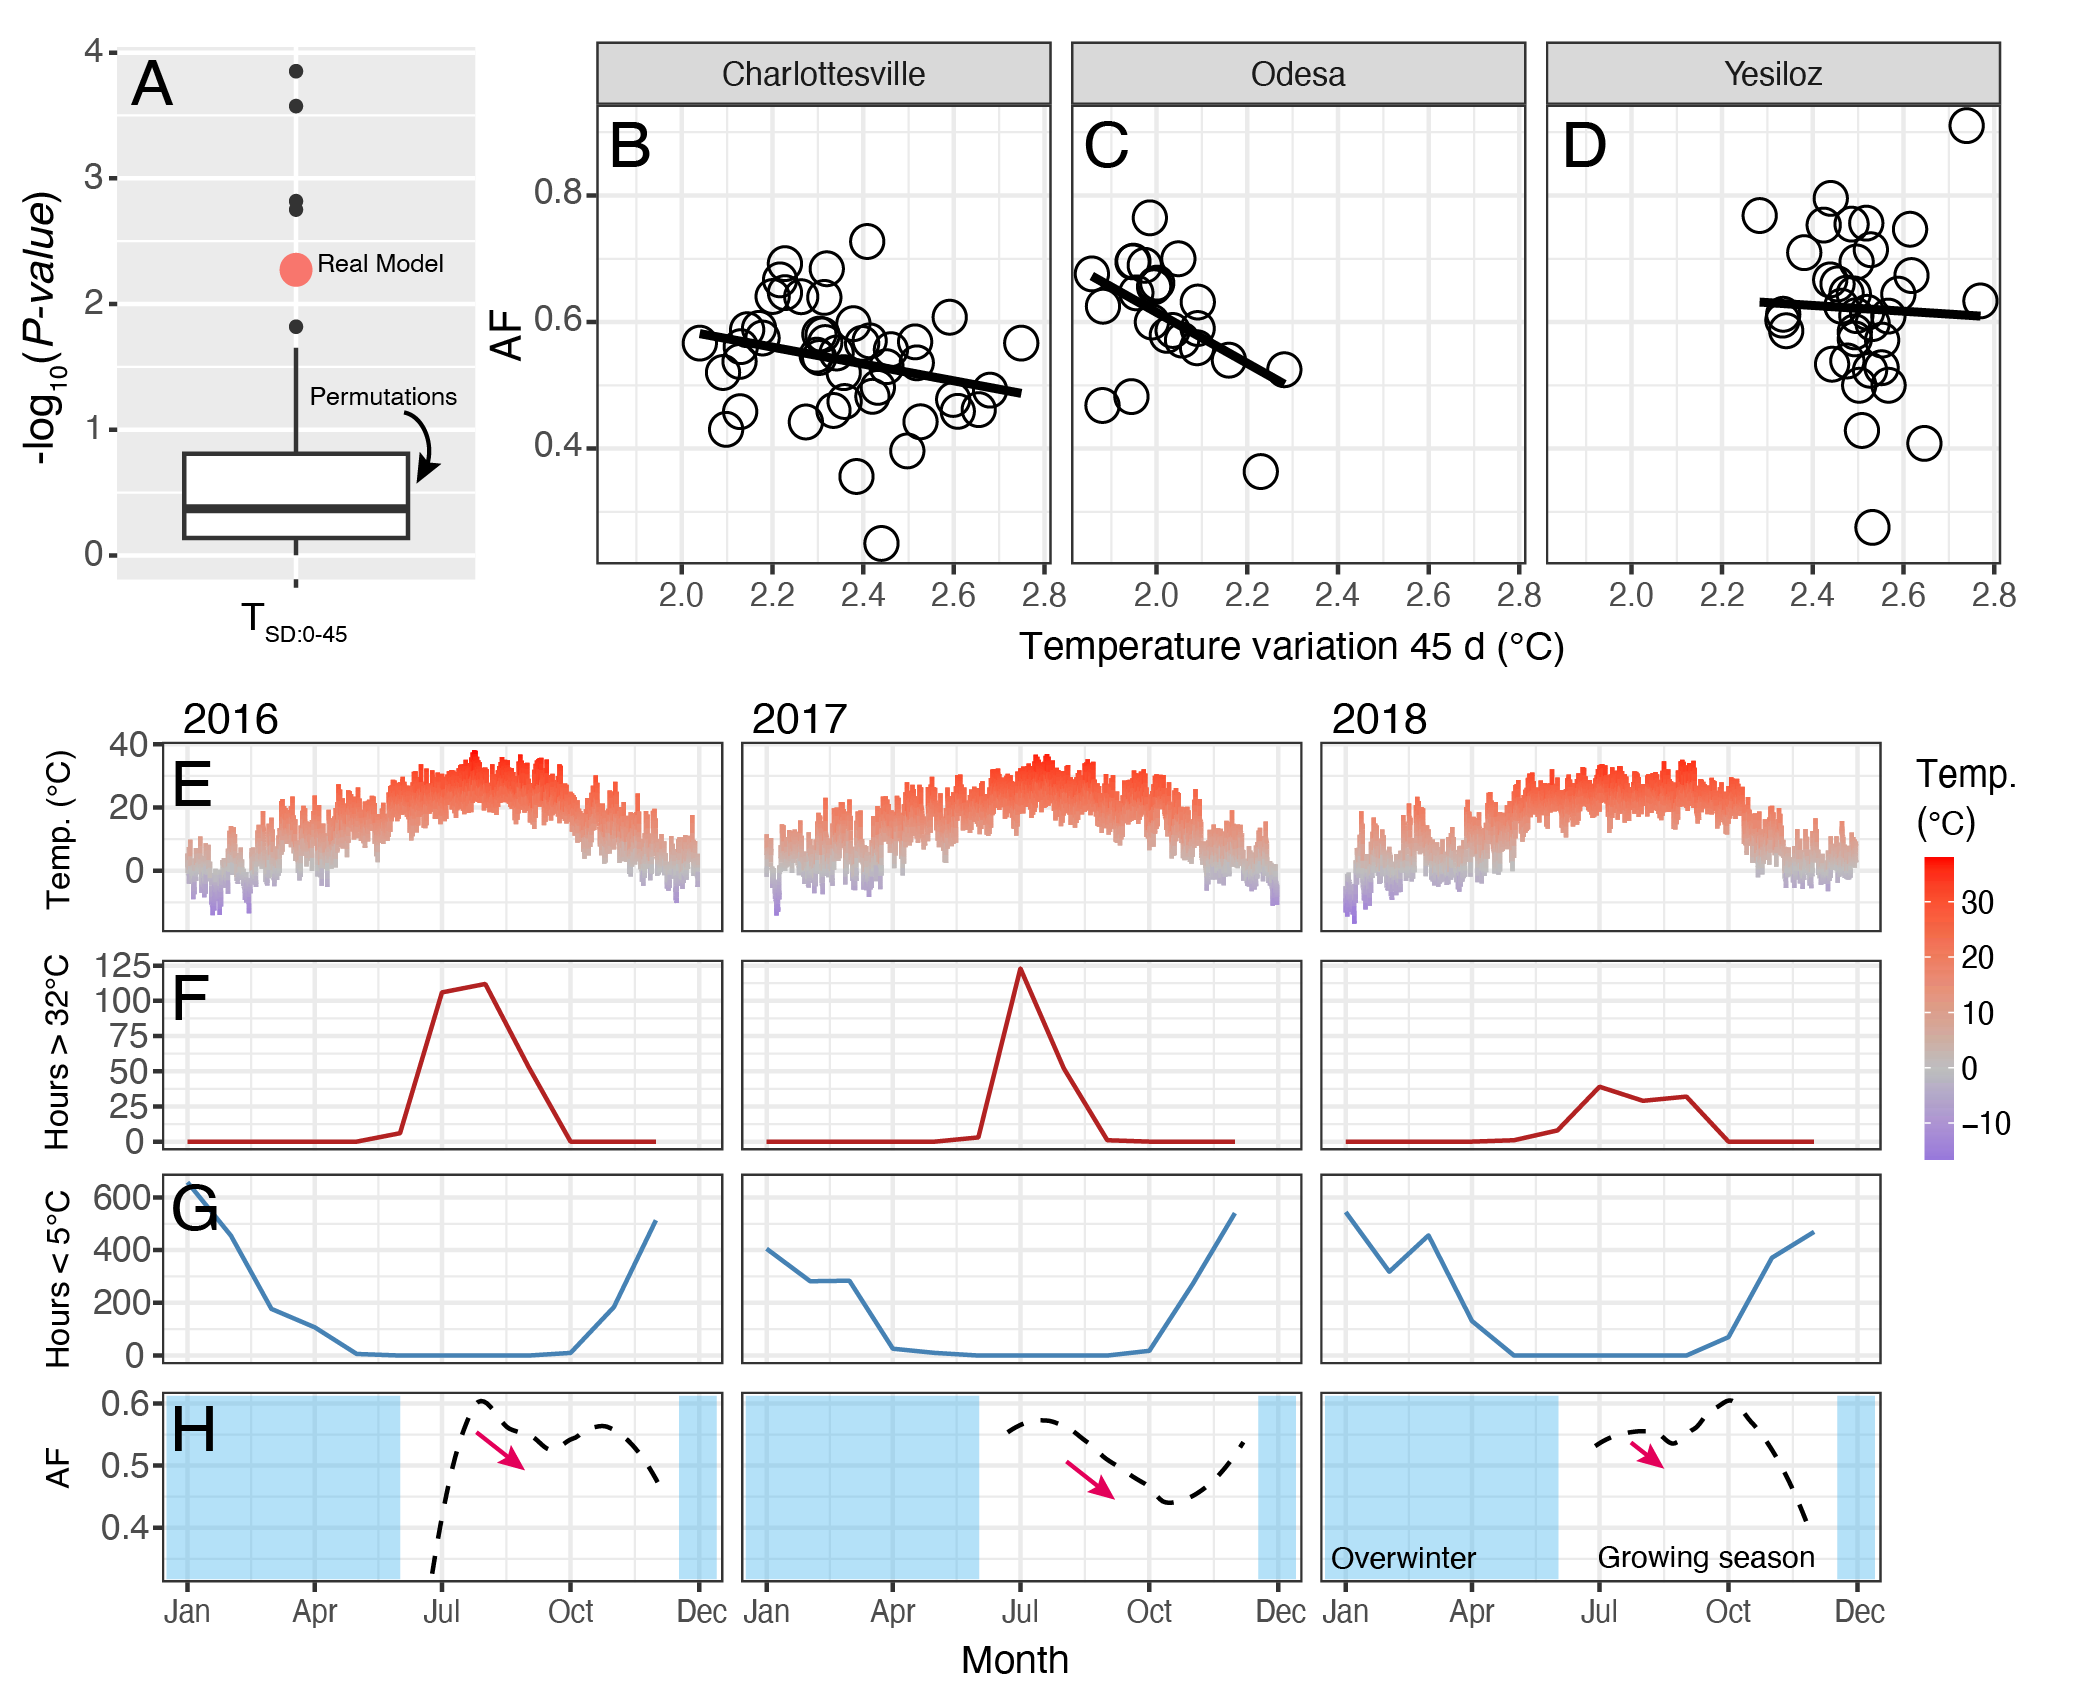 A
4
3
2
1
0
-log10(P-value)
Real Model
Permutations
TSD:0-45
Charlottesville
Odesa
Yesiloz
B
C
D
AF
0.8
0.6
0.4
2.0 2.2 2.4 2.6 2.8
2.0 2.2 2.4 2.6 2.8
2.0 2.2 2.4 2.6 2.8
Temperature variation 45 d (°C)
2016
2017
2018
E
Temp. (°C)
40
20
0
Temp.
(°C)
30
20
10
0
−10
F
Hours > 32°C
125
100
75
50
25
0
G
Hours < 5°C
600
400
200
0
H
AF
0.6
0.5
0.4
Overwinter
Growing season
Jan Apr Jul Oct Dec
Jan Apr Jul Oct Dec
Jan Apr Jul Oct Dec
Month